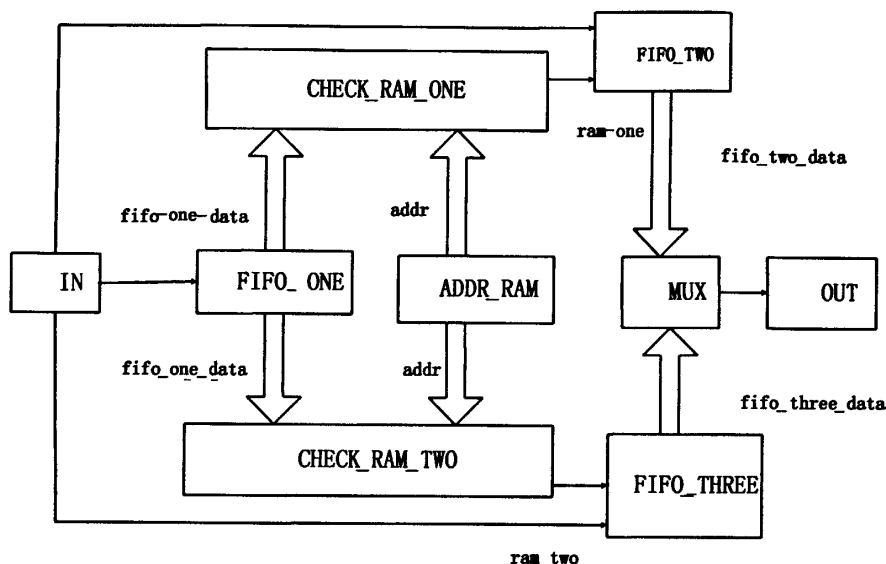 FIFO_TWO
CHECK_RAM_ONE
ram-one
fifo_two_data
fifo-one-data
addr
IN
FIFO_ ONE
ADDR_RAM
MUX
OUT
fifo_one_data
addr
fifo_three_data
CHECK_RAM_TWO
FIFO_THREE
ram two